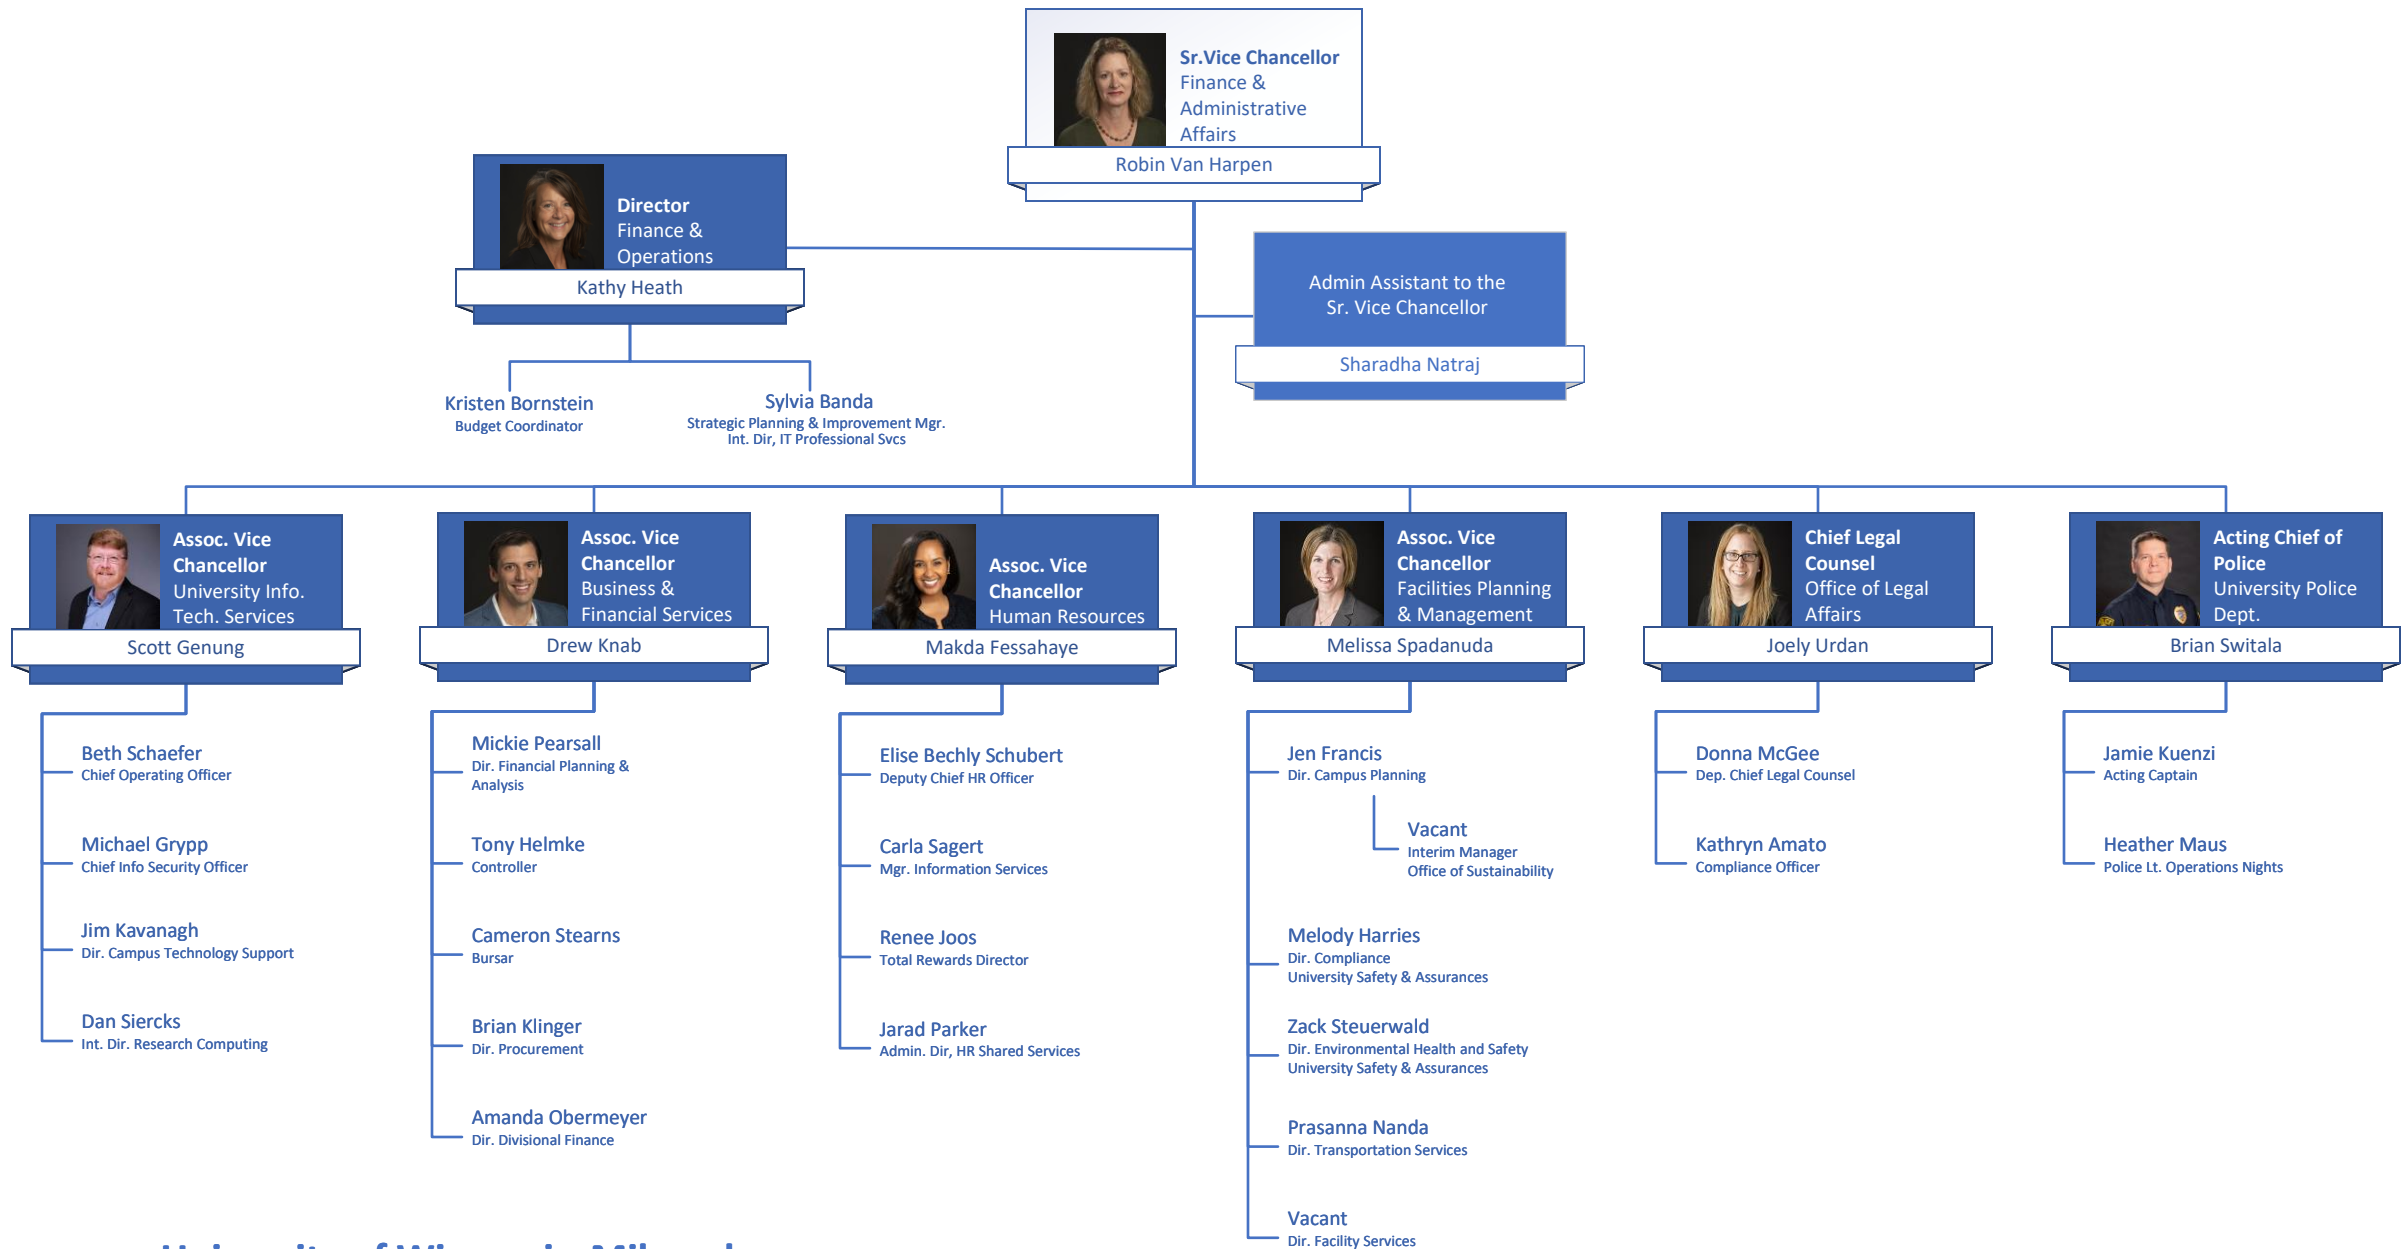 Sr.Vice Chancellor
Finance &
Administrative
Affairs
Robin Van Harpen
Director
Finance &
Operations
Kathy Heath
Admin Assistant to the
Sr. Vice Chancellor
Sharadha Natraj
Kristen Bornstein
Budget Coordinator
Sylvia Banda
Strategic Planning & Improvement Mgr.
Int. Dir, IT Professional Svcs
Assoc. Vice
Chancellor
University Info.
Tech. Services
Scott Genung
Beth Schaefer
Chief Operating Officer
Michael Grypp
Chief Info Security Officer
Jim Kavanagh
Dir. Campus Technology Support
Dan Siercks
Int. Dir. Research Computing
Assoc. Vice
Chancellor
Business &
Financial Services
Drew Knab
Mickie Pearsall
Dir. Financial Planning &
Analysis
Tony Helmke
Controller
Cameron Stearns
Bursar
Brian Klinger
Dir. Procurement
Amanda Obermeyer
Dir. Divisional Finance
Assoc. Vice
Chancellor
Human Resources
Makda Fessahaye
Elise Bechly Schubert
Deputy Chief HR Officer
Carla Sagert
Mgr. Information Services
Renee Joos
Total Rewards Director
Jarad Parker
Admin. Dir, HR Shared Services
Assoc. Vice
Chancellor
Facilities Planning
& Management
Melissa Spadanuda
Jen Francis
Dir. Campus Planning
Vacant
Interim Manager
Office of Sustainability
Melody Harries
Dir. Compliance
University Safety & Assurances
Zack Steuerwald
Dir. Environmental Health and Safety
University Safety & Assurances
Prasanna Nanda
Dir. Transportation Services
Vacant
Dir. Facility Services
Chief Legal
Counsel
Office of Legal
Affairs
Joely Urdan
Donna McGee
Dep. Chief Legal Counsel
Kathryn Amato
Compliance Officer
Acting Chief of
Police
University Police
Dept.
Brian Switala
Jamie Kuenzi
Acting Captain
Heather Maus
Police Lt. Operations Nights